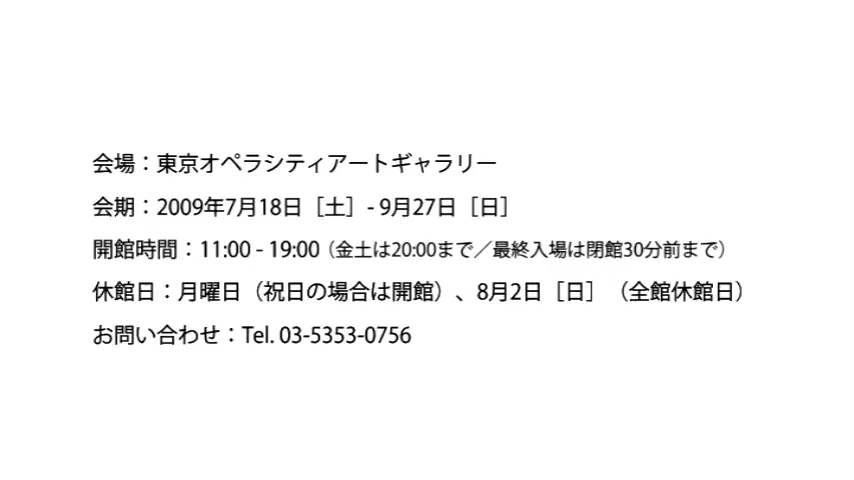 会場：東京オペラシティアートギャラリー
会期：2009年7月18日［土］- 9月27日［日］
開館時間：11:00 - 19:00（金土は20:00まで／最終入場は閉館30分前まで）
休館日：月曜日（祝日の場合は開館）、8月2日［日］（全館休館日）
お問い合わせ：Tel. 03-5353-0756